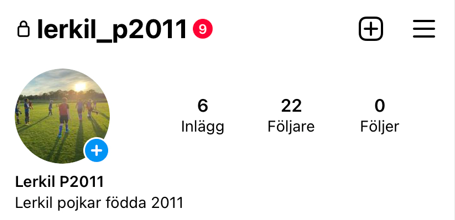 lerkil_p2011 9
6 22 0
Inlägg Följare Följer
Lerkil P2011
Lerkil pojkar födda 2011